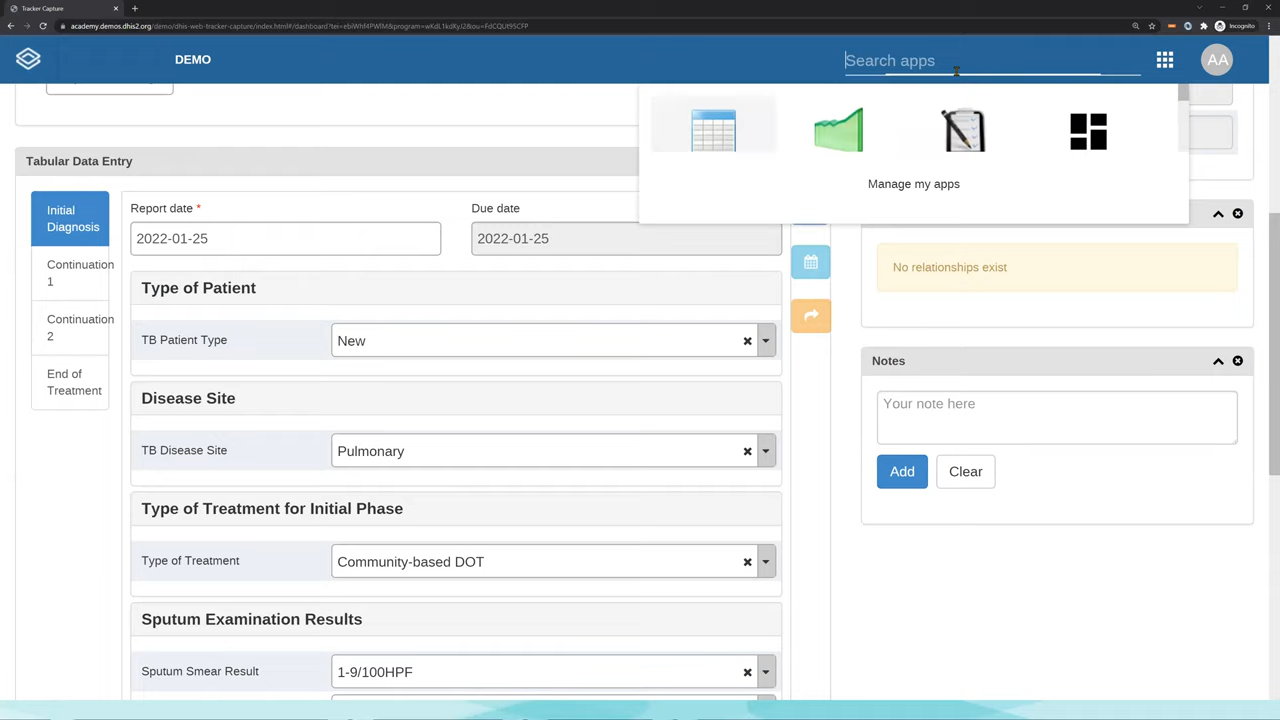 Tracker Capture
academy.demos.dhis2.org/demo/dhis-web-tracker-capture/index.html#/dashboard?tei=ebiWhf4PWfM&program=wKdL1kdKyJ2&ou=FdCQUt95CFP
Incognito
DEMO
Search apps
AA
Manage my apps
Tabular Data Entry
Initial
Diagnosis
Continuation
1
Continuation
2
End of
Treatment
Report date *
Due date
2022-01-25
2022-01-25
Type of Patient
TB Patient Type
New
Disease Site
TB Disease Site
Pulmonary
Type of Treatment for Initial Phase
Type of Treatment
Community-based DOT
Sputum Examination Results
Sputum Smear Result
1-9/100HPF
No relationships exist
Notes
Your note here
Add
Clear